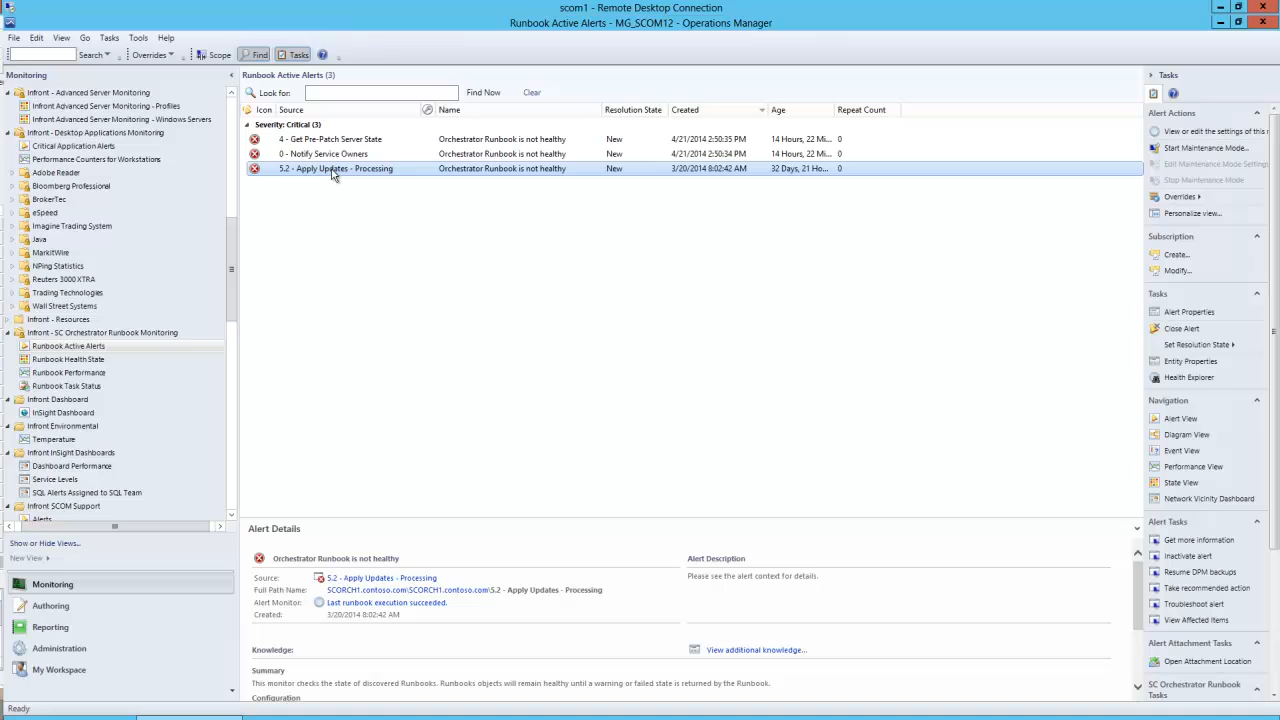 scom1 - Remote Desktop Connection
Runbook Active Alerts - MG_SCOM12 - Operations Manager
File Edit View Go Tasks Tools Help
Search Overrides Scope Find Tasks
Monitoring
Infront - Advanced Server Monitoring
Infront Advanced Server Monitoring - Profiles
Infront Advanced Server Monitoring - Windows Servers
Infront - Desktop Applications Monitoring
Critical Application Alerts
Performance Counters for Workstations
Adobe Reader
Bloomberg Professional
BrokerTec
eSpeed
Imagine Trading System
Java
MarkitWire
NPing Statistics
Reuters 3000 XTRA
Trading Technologies
Wall Street Systems
Infront - Resources
Infront - SC Orchestrator Runbook Monitoring
Runbook Active Alerts
Runbook Health State
Runbook Performance
Runbook Task Status
Infront Dashboard
InSight Dashboard
Infront Environmental
Temperature
Infront InSight Dashboards
Dashboard Performance
Service Levels
SQL Alerts Assigned to SQL Team
Infront SCOM Support
Alerts
Show or Hide Views...
New View
Monitoring
Authoring
Reporting
Administration
My Workspace
Ready
Runbook Active Alerts (3)
Look for: Find Now Clear
Icon Source Name Resolution State Created Age Repeat Count
Severity: Critical (3)
4 - Get Pre-Patch Server State Orchestrator Runbook is not healthy New 4/21/2014 2:50:35 PM 14 Hours, 22 Mi... 0
0 - Notify Service Owners Orchestrator Runbook is not healthy New 4/21/2014 2:50:34 PM 14 Hours, 22 Mi... 0
5.2 - Apply Updates - Processing Orchestrator Runbook is not healthy New 3/20/2014 8:02:42 AM 32 Days, 21 Ho... 0
Alert Details
Orchestrator Runbook is not healthy
Source: 5.2 - Apply Updates - Processing
Full Path Name: SCORCH1.contoso.com\SCORCH1.contoso.com\5.2 - Apply Updates - Processing
Alert Monitor: Last runbook execution succeeded.
Created: 3/20/2014 8:02:42 AM
Alert Description
Please see the alert context for details.
Knowledge: View additional knowledge...
Summary
This monitor checks the state of discovered Runbooks. Runbooks objects will remain healthy until a warning or failed state is returned by the Runbook.
Configuration
Tasks
Alert Actions
View or edit the settings of this
Start Maintenance Mode...
Edit Maintenance Mode Settings
Stop Maintenance Mode
Overrides
Personalize view...
Subscription
Create...
Modify...
Tasks
Alert Properties
Close Alert
Set Resolution State
Entity Properties
Health Explorer
Navigation
Alert View
Diagram View
Event View
Performance View
State View
Network Vicinity Dashboard
Alert Tasks
Get more information
Inactivate alert
Resume DPM backups
Take recommended action
Troubleshoot alert
View Affected Items
Alert Attachment Tasks
Open Attachment Location
SC Orchestrator Runbook
Tasks